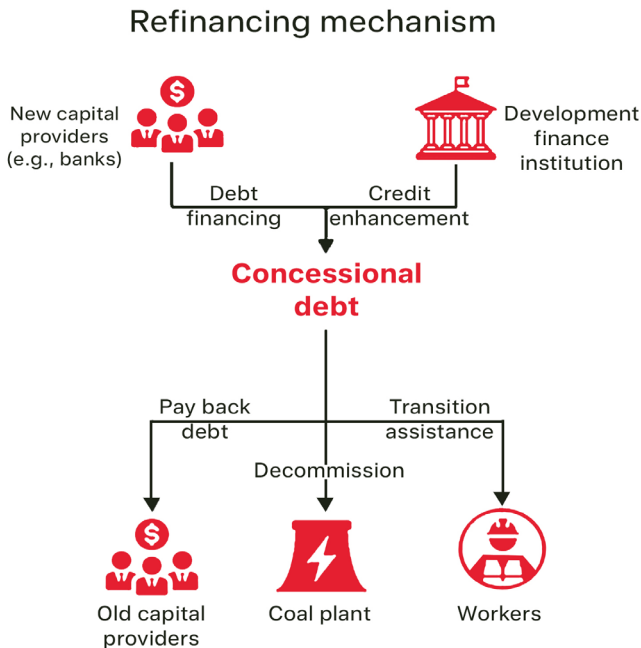 Refinancing mechanism
$
New capital
providers
(e.g., banks)
Development
finance
institution
Debt
financing
Credit
enhancement
Concessional
debt
Pay back
debt
Transition
assistance
Decommission
$
Old capital
providers
Coal plant
Workers